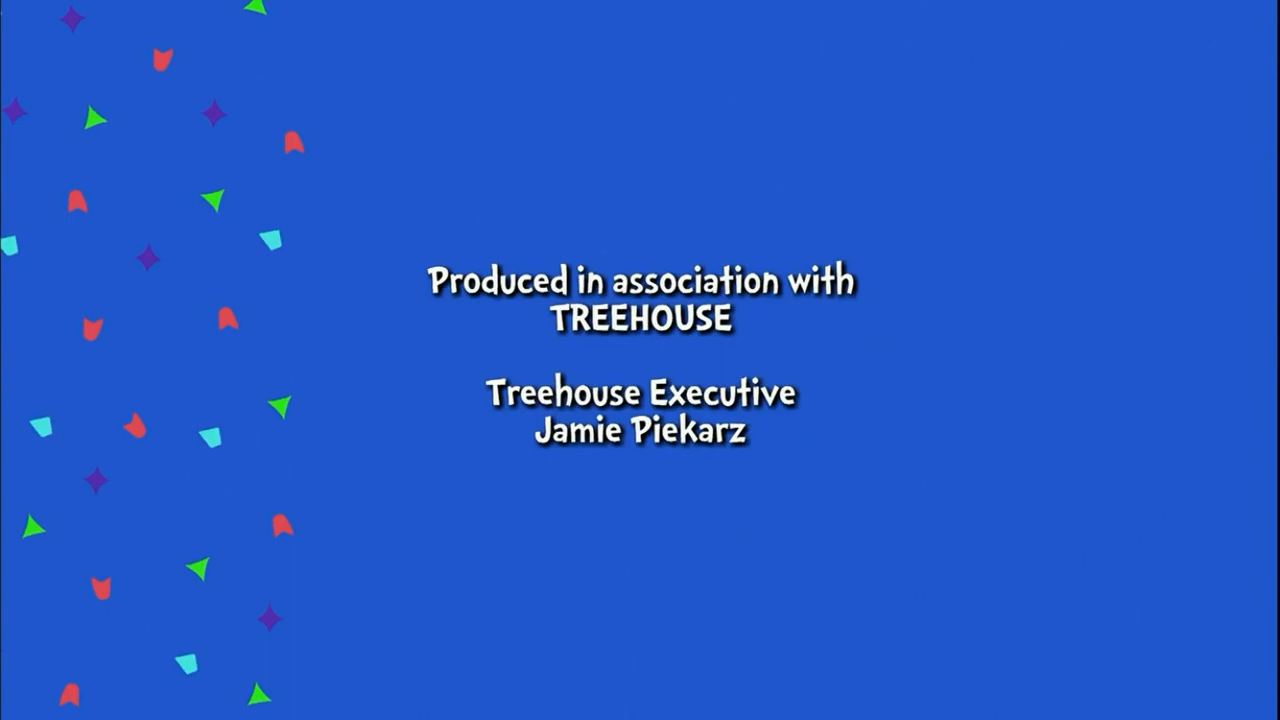 Produced in association with
TREEHOUSE
Treehouse Executive
Jamie Piekarz